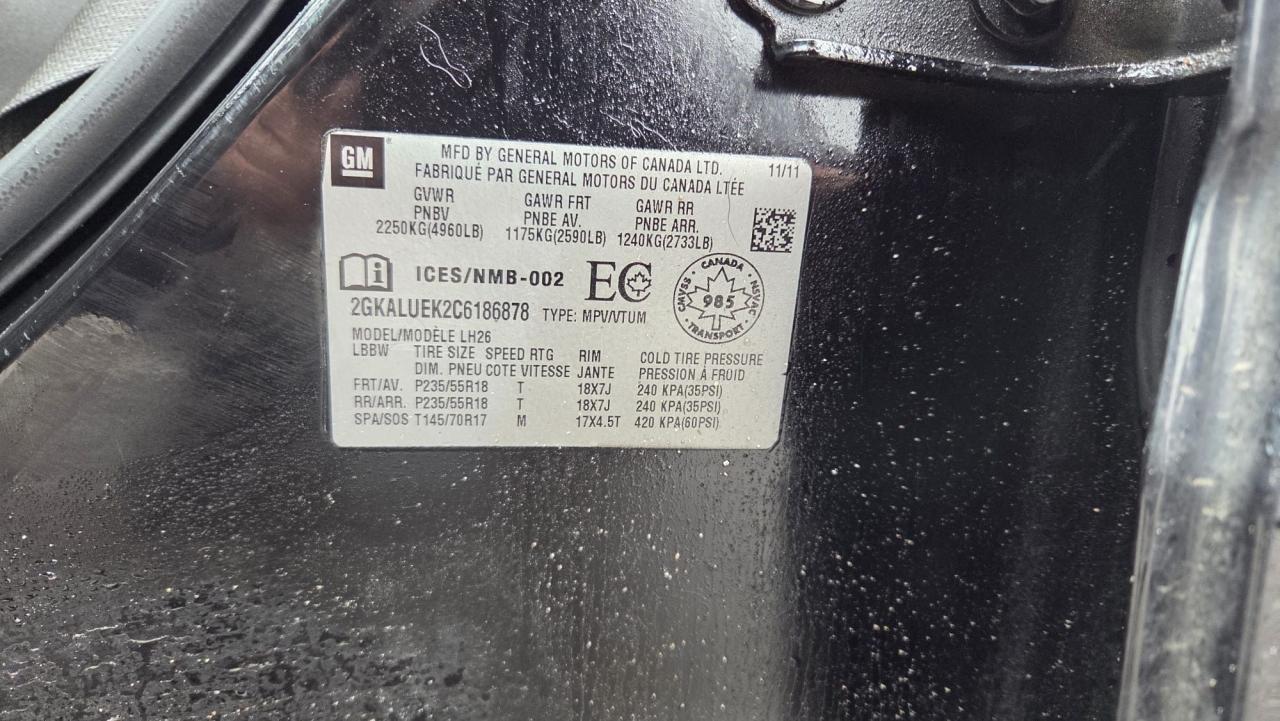 GM
MFD BY GENERAL MOTORS OF CANADA LTD. 11/11
FABRIQUÉ PAR GENERAL MOTORS DU CANADA LTÉE
GVWR GAWR FRT GAWR RR
PNBV PNBE AV. PNBE ARR.
2250KG(4960LB) 1175KG(2590LB) 1240KG(2733LB)
ICES/NMB-002 EC
CANADA
CMVSS 985 NSVAC
TRANSPORT
2GKALUEK2C6186878 TYPE: MPV/VTUM
MODEL/MODÈLE LH26
LBBW TIRE SIZE SPEED RTG RIM COLD TIRE PRESSURE
DIM. PNEU COTE VITESSE JANTE PRESSION À FROID
FRT/AV. P235/55R18 T 18X7J 240 KPA(35PSI)
RR/ARR. P235/55R18 T 18X7J 240 KPA(35PSI)
SPA/SOS T145/70R17 M 17X4.5T 420 KPA(60PSI)